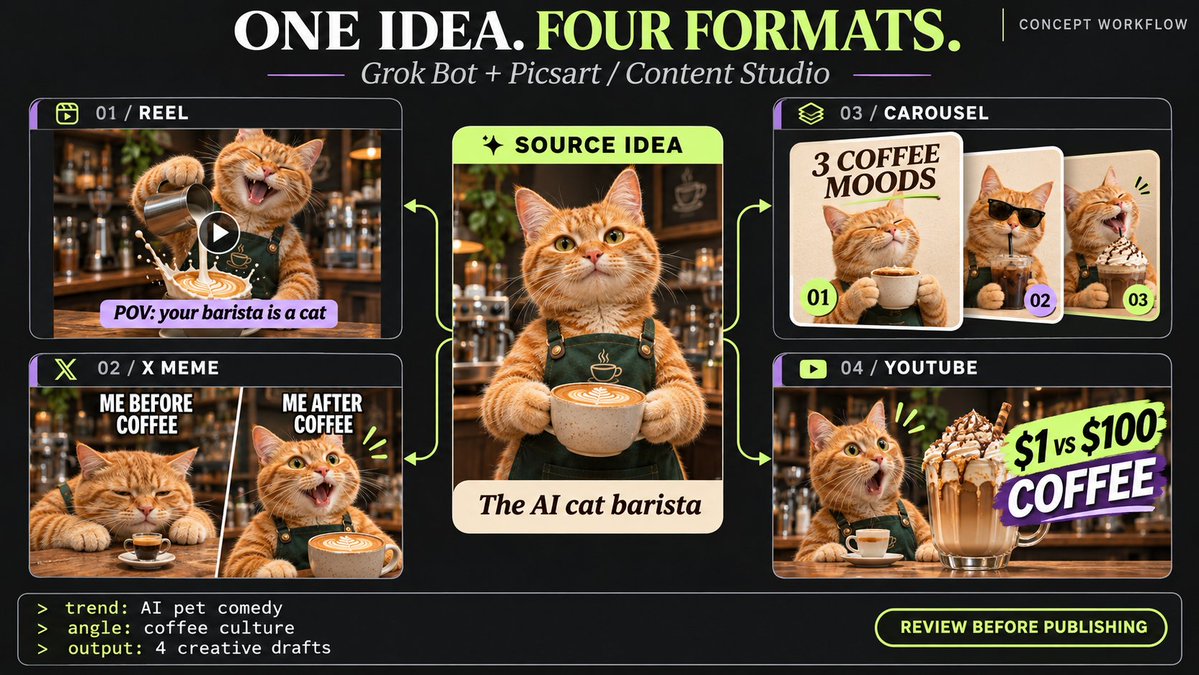 ONE IDEA. FOUR FORMATS.
CONCEPT WORKFLOW
Grok Bot + Picsart / Content Studio
01 / REEL
POV: your barista is a cat
02 / X MEME
ME BEFORE
COFFEE
ME AFTER
COFFEE
SOURCE IDEA
The AI cat barista
03 / CAROUSEL
3 COFFEE
MOODS
01
02
03
04 / YOUTUBE
$1 VS $100
COFFEE
> trend: AI pet comedy
> angle: coffee culture
> output: 4 creative drafts
REVIEW BEFORE PUBLISHING